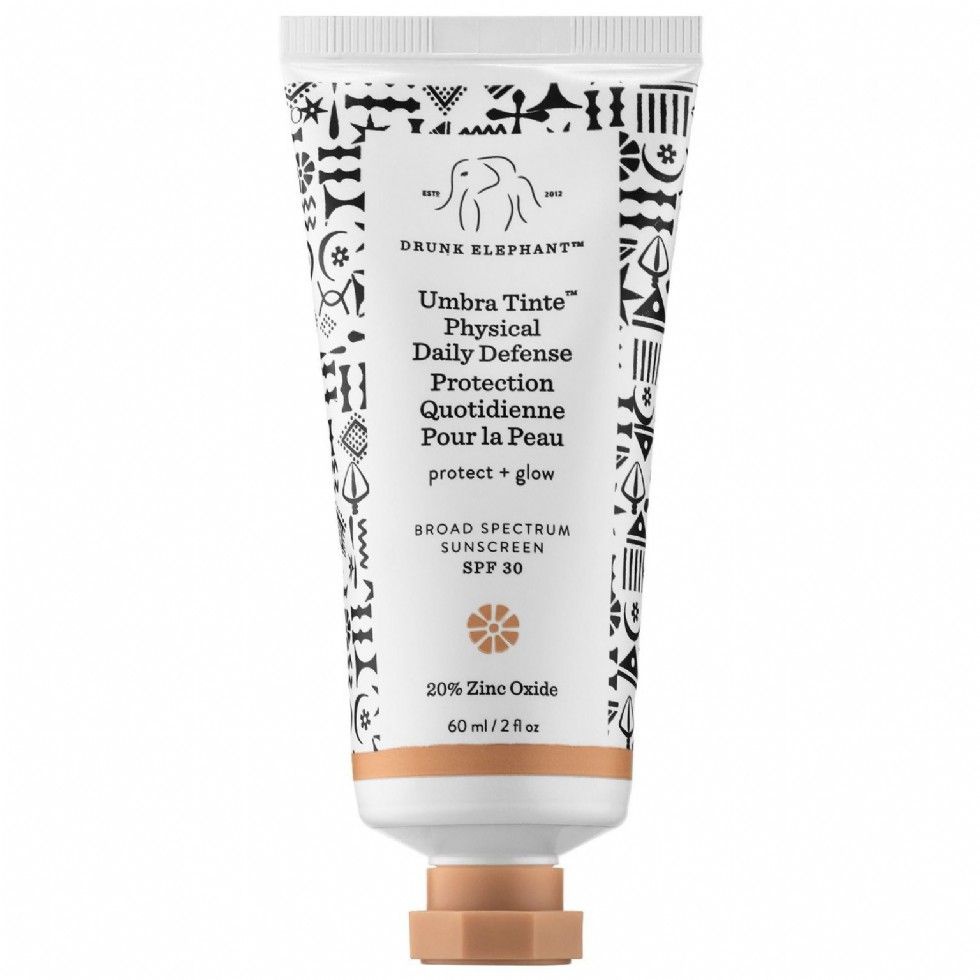 ESTD 2012
DRUNK ELEPHANT™
Umbra Tinte™
Physical
Daily Defense
Protection
Quotidienne
Pour la Peau
protect + glow
BROAD SPECTRUM
SUNSCREEN
SPF 30
20% Zinc Oxide
60 ml / 2 fl oz